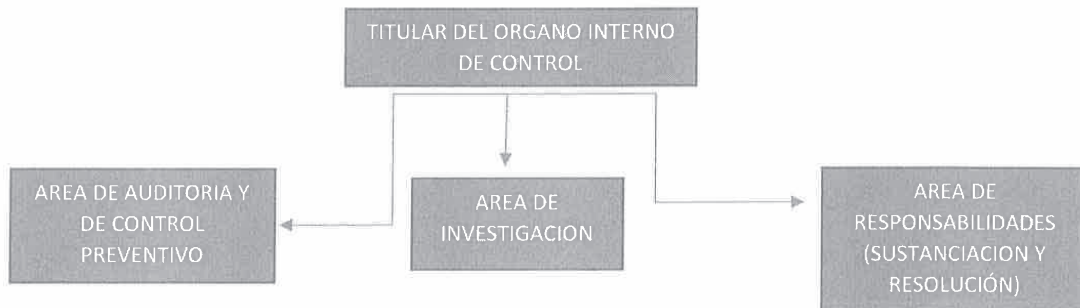 TITULAR DEL ORGANO INTERNO
DE CONTROL
AREA DE AUDITORIA Y
DE CONTROL
PREVENTIVO
AREA DE
INVESTIGACION
AREA DE
RESPONSABILIDADES
(SUSTANCIACION Y
RESOLUCIÓN)